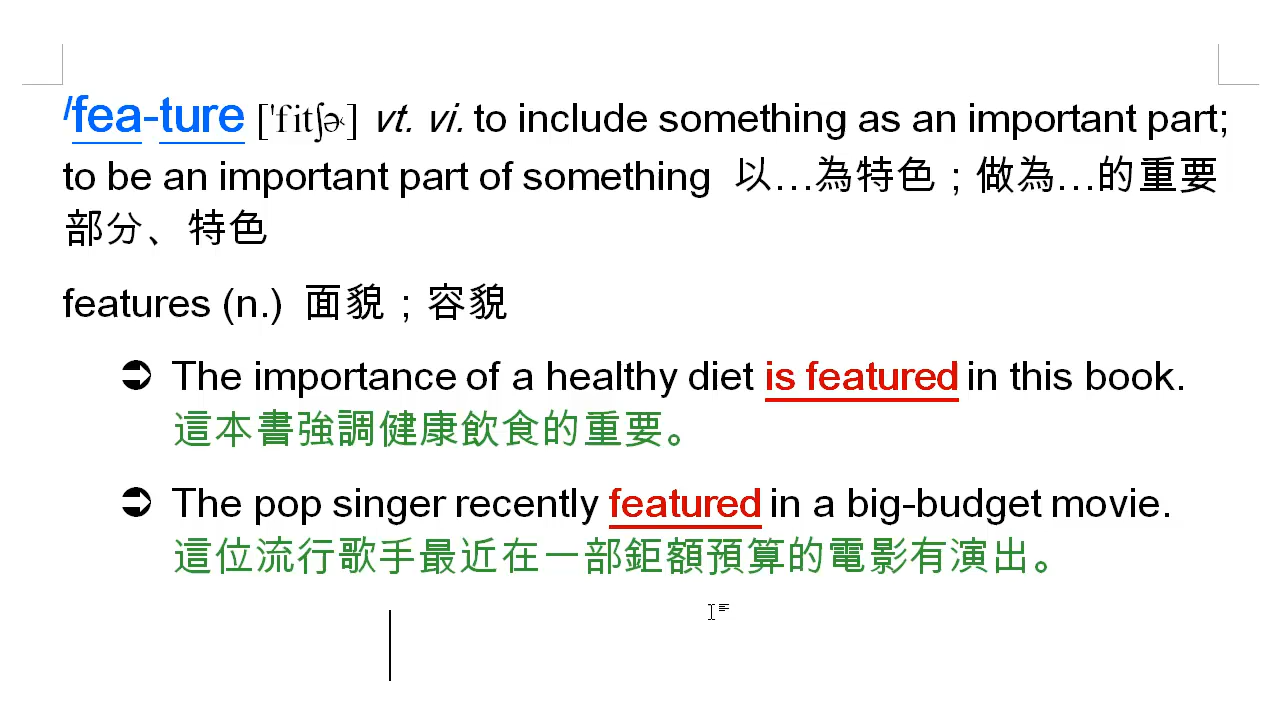 /fea-ture [ˈfitʃɚ] vt. vi. to include something as an important part;
to be an important part of something 以…為特色；做為…的重要
部分、特色
features (n.) 面貌；容貌
➲ The importance of a healthy diet is featured in this book.
這本書強調健康飲食的重要。
➲ The pop singer recently featured in a big-budget movie.
這位流行歌手最近在一部鉅額預算的電影有演出。